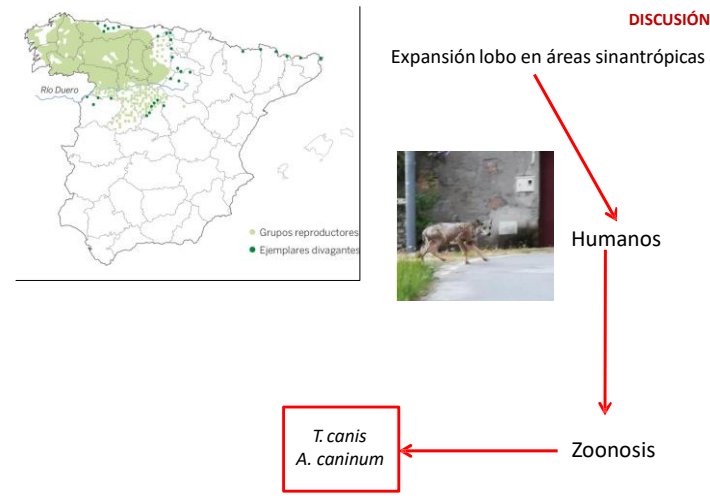 DISCUSIÓN
Expansión lobo en áreas sinantrópicas
Río Duero
Grupos reproductores
Ejemplares divagantes
Humanos
Zoonosis
T. canis
A. caninum